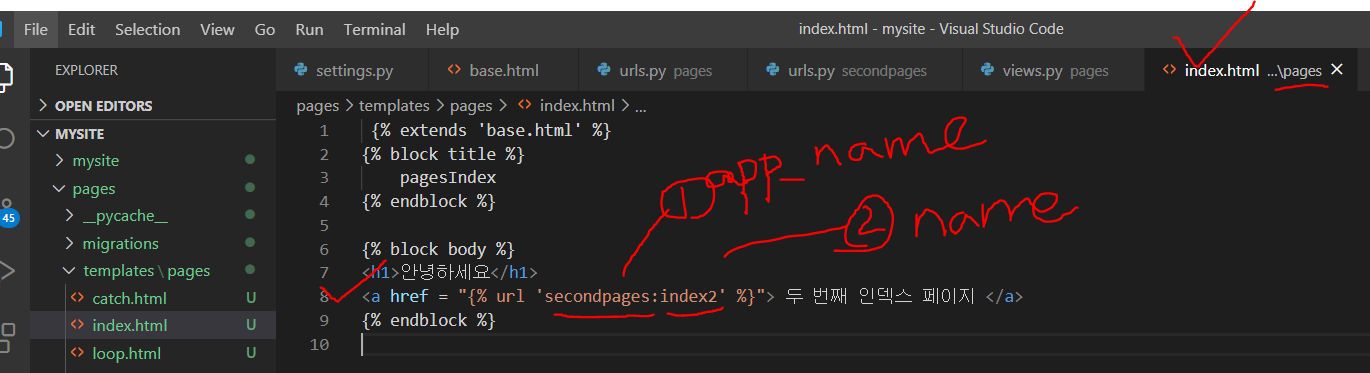 File Edit Selection View Go Run Terminal Help index.html - mysite - Visual Studio Code
EXPLORER settings.py base.html urls.py pages urls.py secondpages views.py pages index.html ...\pages
OPEN EDITORS pages > templates > pages > index.html > ...
MYSITE
mysite
pages
__pycache__
migrations
templates \ pages
catch.html U
index.html U
loop.html U
45
1 {% extends 'base.html' %}
2 {% block title %}
3 pagesIndex
4 {% endblock %}
5
6 {% block body %}
7 <h1>안녕하세요</h1>
8 <a href = "{% url 'secondpages:index2' %}"> 두 번째 인덱스 페이지 </a>
9 {% endblock %}
10
① app_name
② name